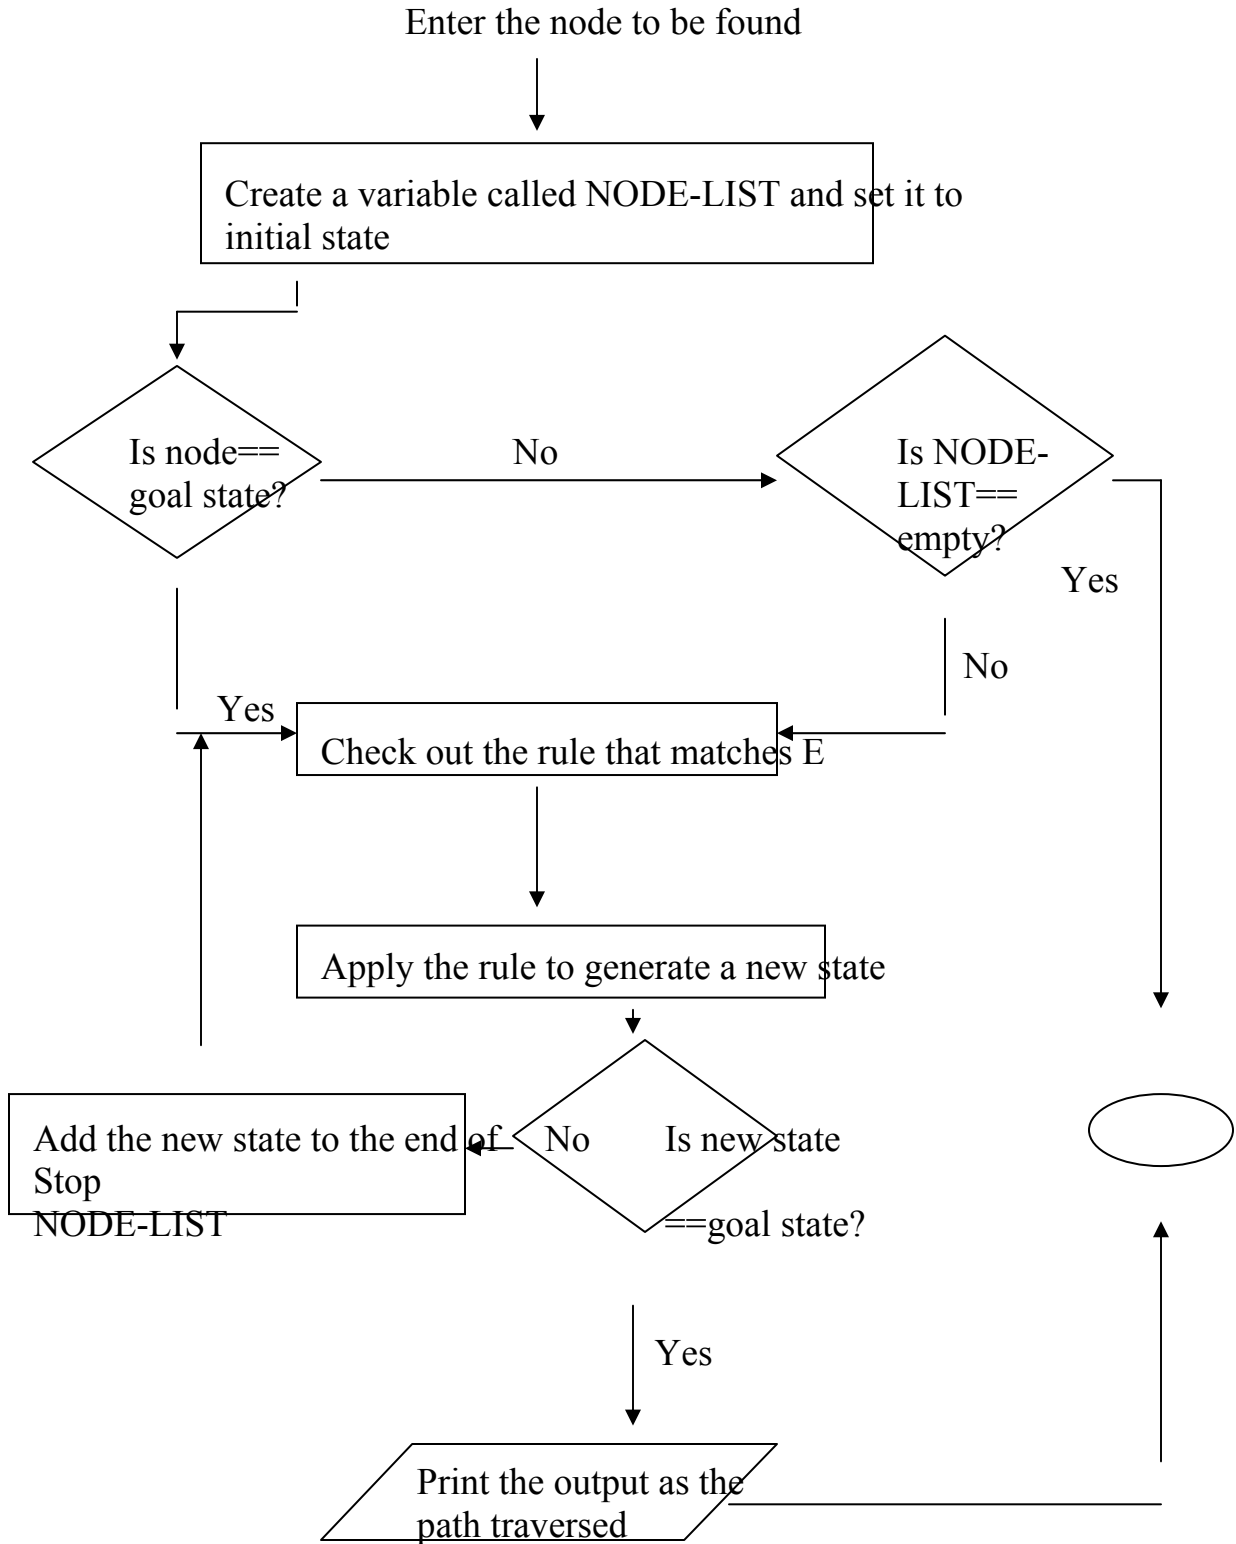 Enter the node to be found
Create a variable called NODE-LIST and set it to
initial state
Is node==
goal state?
No
Is NODE-
LIST==
empty?
Yes
No
Yes
Check out the rule that matches E
Apply the rule to generate a new state
Add the new state to the end of
Stop
NODE-LIST
No
Is new state
==goal state?
Yes
Print the output as the
path traversed